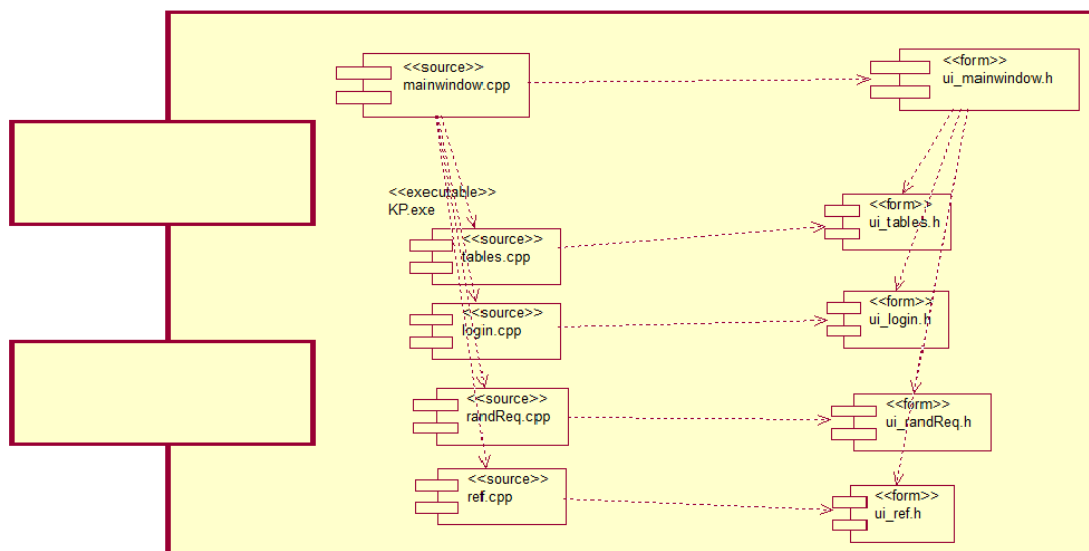 <<source>>
mainwindow.cpp
<<form>>
ui_mainwindow.h
<<executable>>
KP.exe
<<form>>
ui_tables.h
<<source>>
tables.cpp
<<form>>
ui_login.h
<<source>>
login.cpp
<<source>>
randReq.cpp
<<form>>
ui_randReq.h
<<source>>
ref.cpp
<<form>>
ui_ref.h